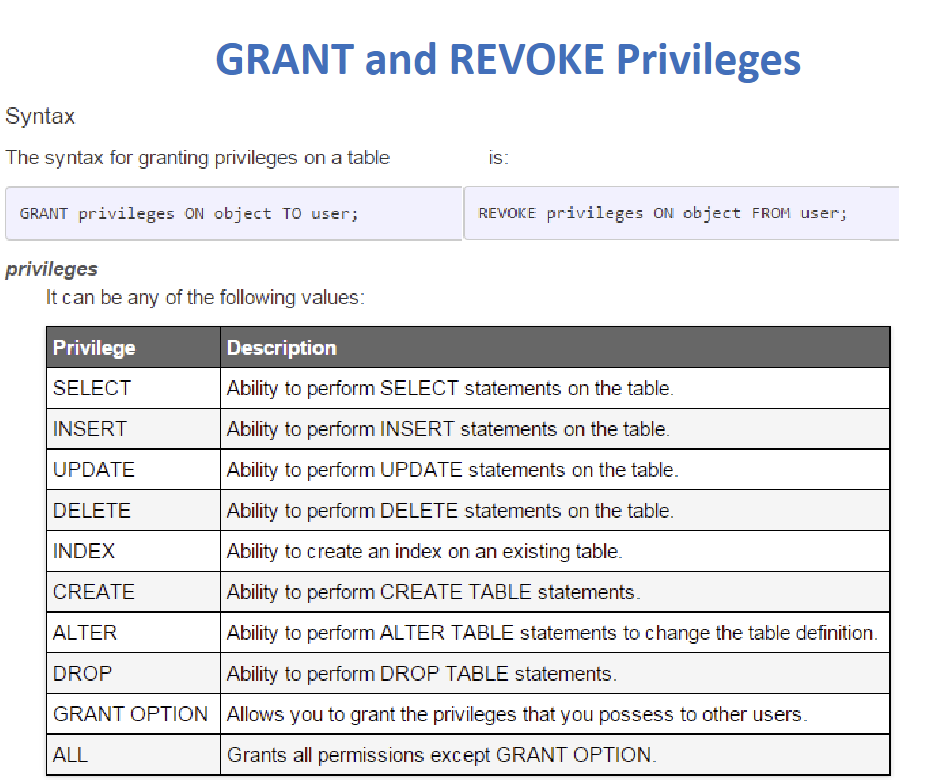 GRANT and REVOKE Privileges
Syntax
The syntax for granting privileges on a table is:
GRANT privileges ON object TO user;
REVOKE privileges ON object FROM user;
privileges
It can be any of the following values:
Privilege Description
SELECT Ability to perform SELECT statements on the table.
INSERT Ability to perform INSERT statements on the table.
UPDATE Ability to perform UPDATE statements on the table.
DELETE Ability to perform DELETE statements on the table.
INDEX Ability to create an index on an existing table.
CREATE Ability to perform CREATE TABLE statements.
ALTER Ability to perform ALTER TABLE statements to change the table definition.
DROP Ability to perform DROP TABLE statements.
GRANT OPTION Allows you to grant the privileges that you possess to other users.
ALL Grants all permissions except GRANT OPTION.